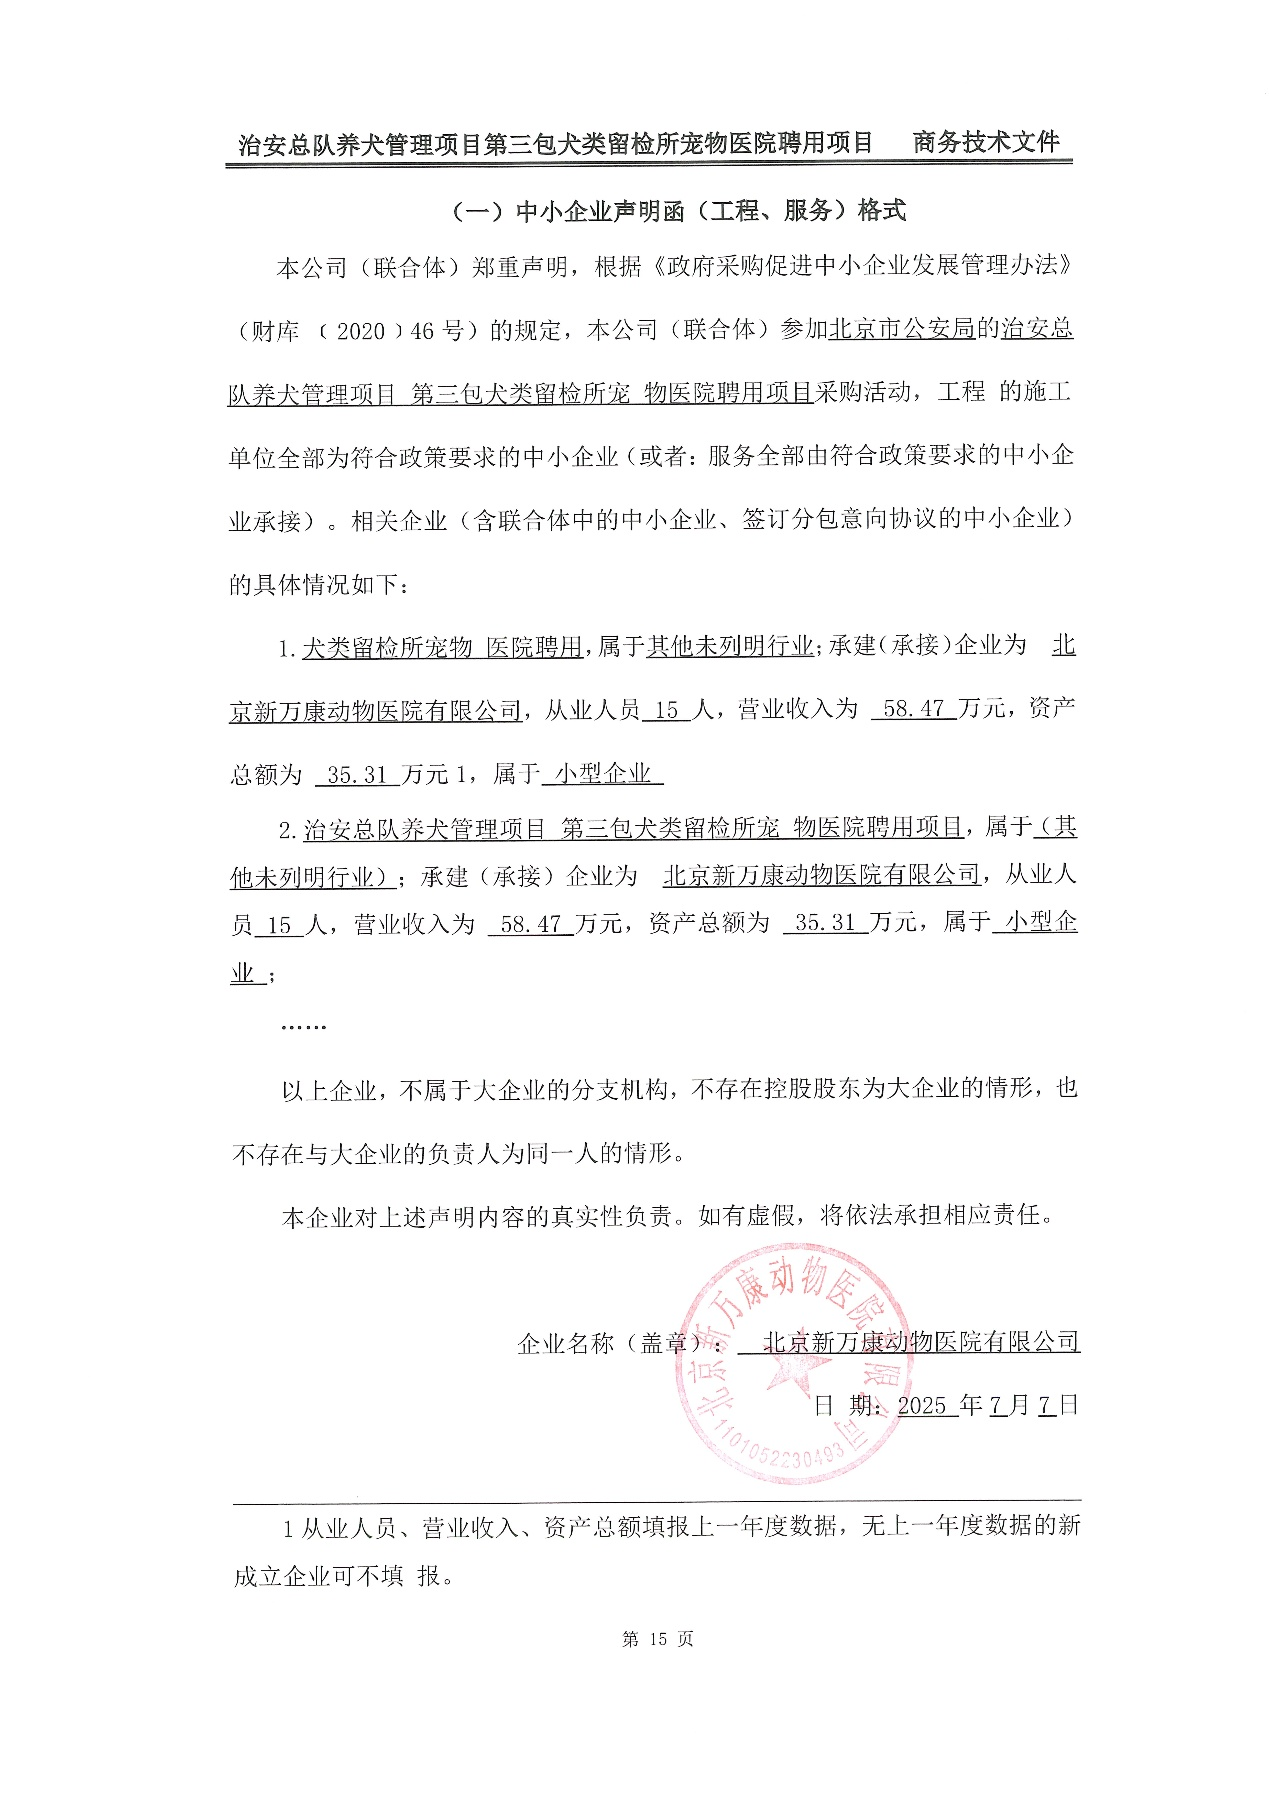 治安总队养犬管理项目第三包犬类留检所宠物医院聘用项目 商务技术文件
（一）中小企业声明函（工程、服务）格式
本公司（联合体）郑重声明，根据《政府采购促进中小企业发展管理办法》
（财库﹝2020﹞46 号）的规定，本公司（联合体）参加北京市公安局的治安总
队养犬管理项目 第三包犬类留检所宠 物医院聘用项目采购活动，工程 的施工
单位全部为符合政策要求的中小企业（或者：服务全部由符合政策要求的中小企
业承接）。相关企业（含联合体中的中小企业、签订分包意向协议的中小企业）
的具体情况如下：
1. 犬类留检所宠物 医院聘用，属于其他未列明行业；承建（承接）企业为 北
京新万康动物医院有限公司，从业人员 15 人，营业收入为 58.47 万元，资产
总额为 35.31 万元 1，属于 小型企业
2. 治安总队养犬管理项目 第三包犬类留检所宠 物医院聘用项目，属于（其
他未列明行业）；承建（承接）企业为 北京新万康动物医院有限公司，从业人
员 15 人，营业收入为 58.47 万元，资产总额为 35.31 万元，属于 小型企
业 ；
……
以上企业，不属于大企业的分支机构，不存在控股股东为大企业的情形，也
不存在与大企业的负责人为同一人的情形。
本企业对上述声明内容的真实性负责。如有虚假，将依法承担相应责任。
企业名称（盖章）： 北京新万康动物医院有限公司
日 期：2025 年 7 月 7 日
北京新万康动物医院有限公司
1101052230493
1 从业人员、营业收入、资产总额填报上一年度数据，无上一年度数据的新
成立企业可不填 报。
第 15 页